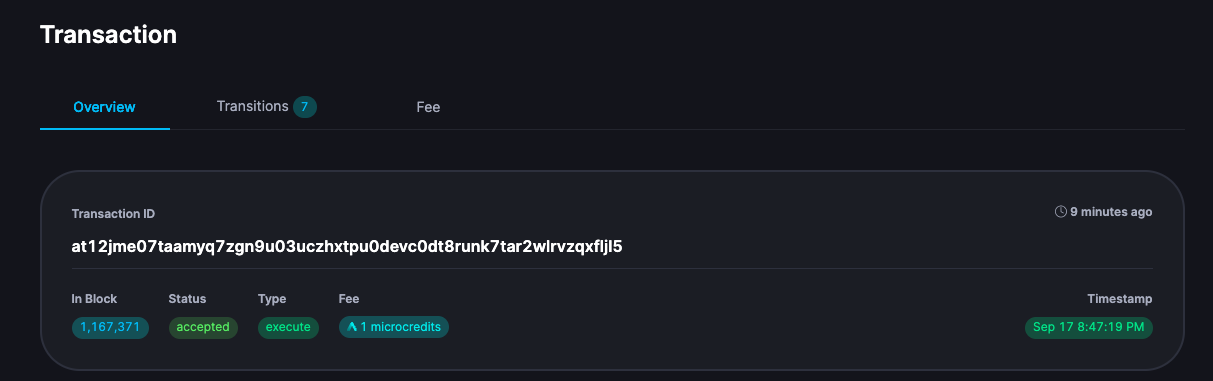 Transaction
Overview Transitions 7 Fee
Transaction ID 9 minutes ago
at12jme07taamyq7zgn9u03uczhxtpu0devc0dt8runk7tar2wlrvzqxfljl5
In Block Status Type Fee Timestamp
1,167,371 accepted execute 1 microcredits Sep 17 8:47:19 PM